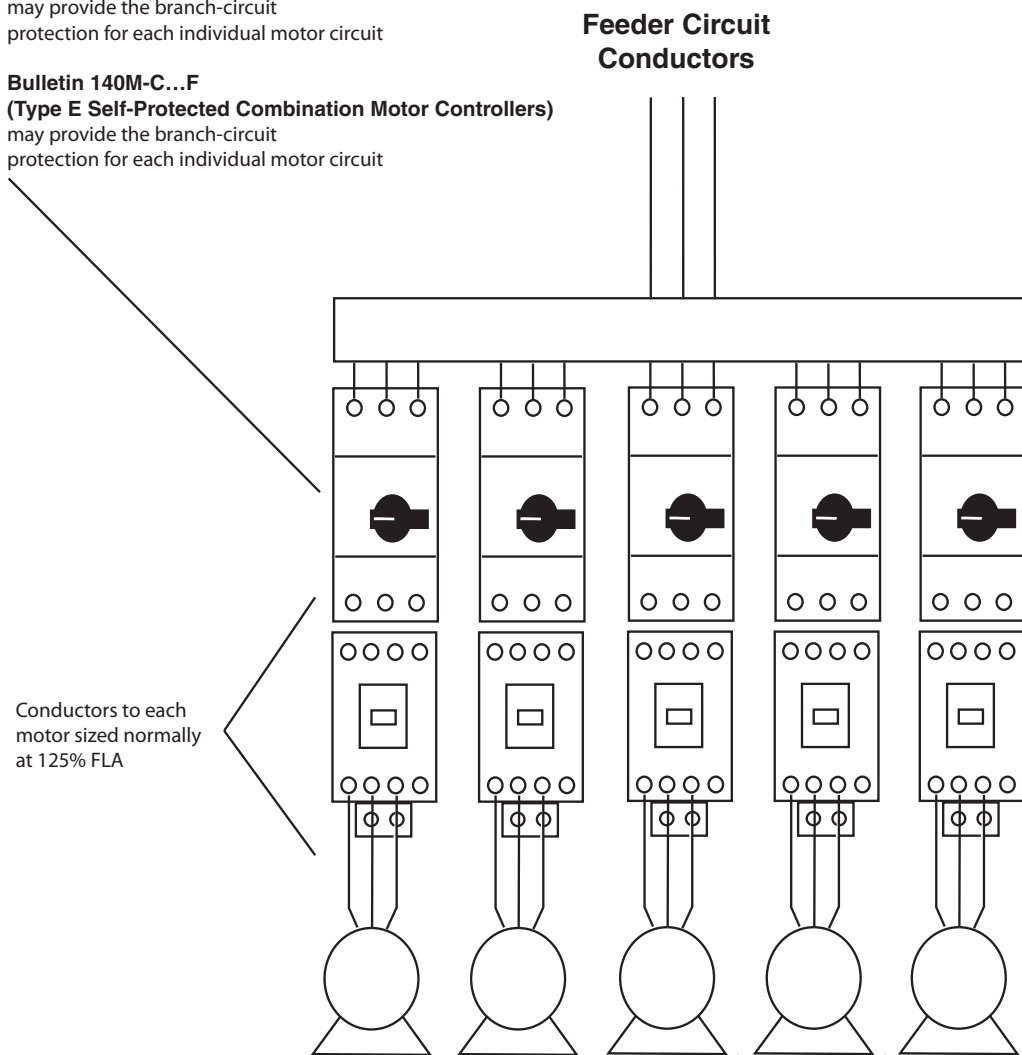 may provide the branch-circuit
protection for each individual motor circuit
Bulletin 140M-C...F
(Type E Self-Protected Combination Motor Controllers)
may provide the branch-circuit
protection for each individual motor circuit
Feeder Circuit
Conductors
Conductors to each
motor sized normally
at 125% FLA